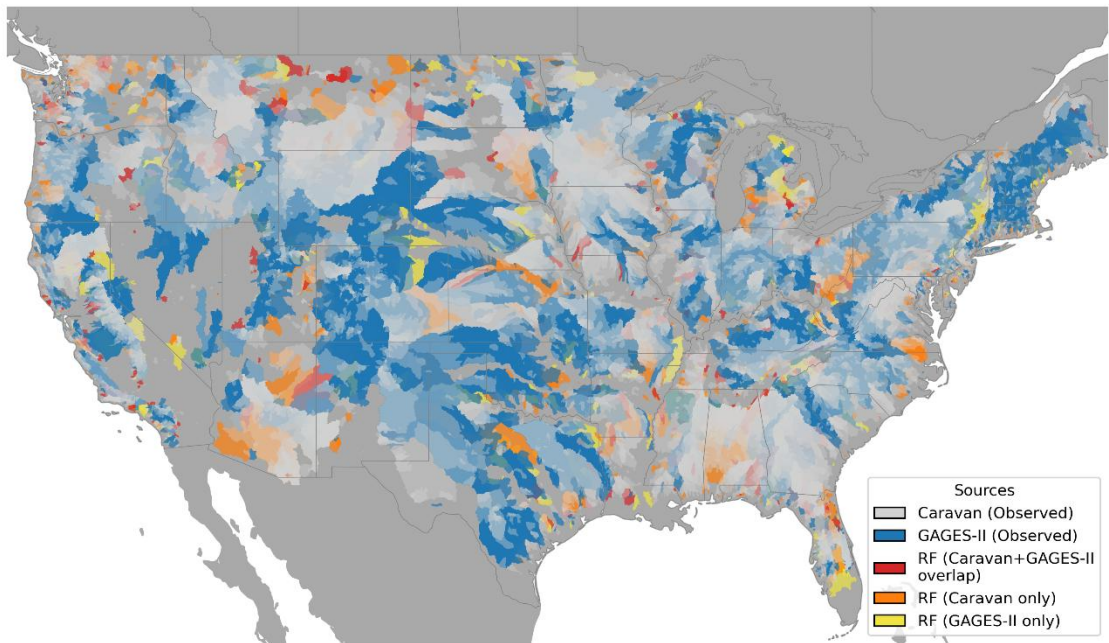 Sources
Caravan (Observed)
GAGES-II (Observed)
RF (Caravan+GAGES-II
overlap)
RF (Caravan only)
RF (GAGES-II only)